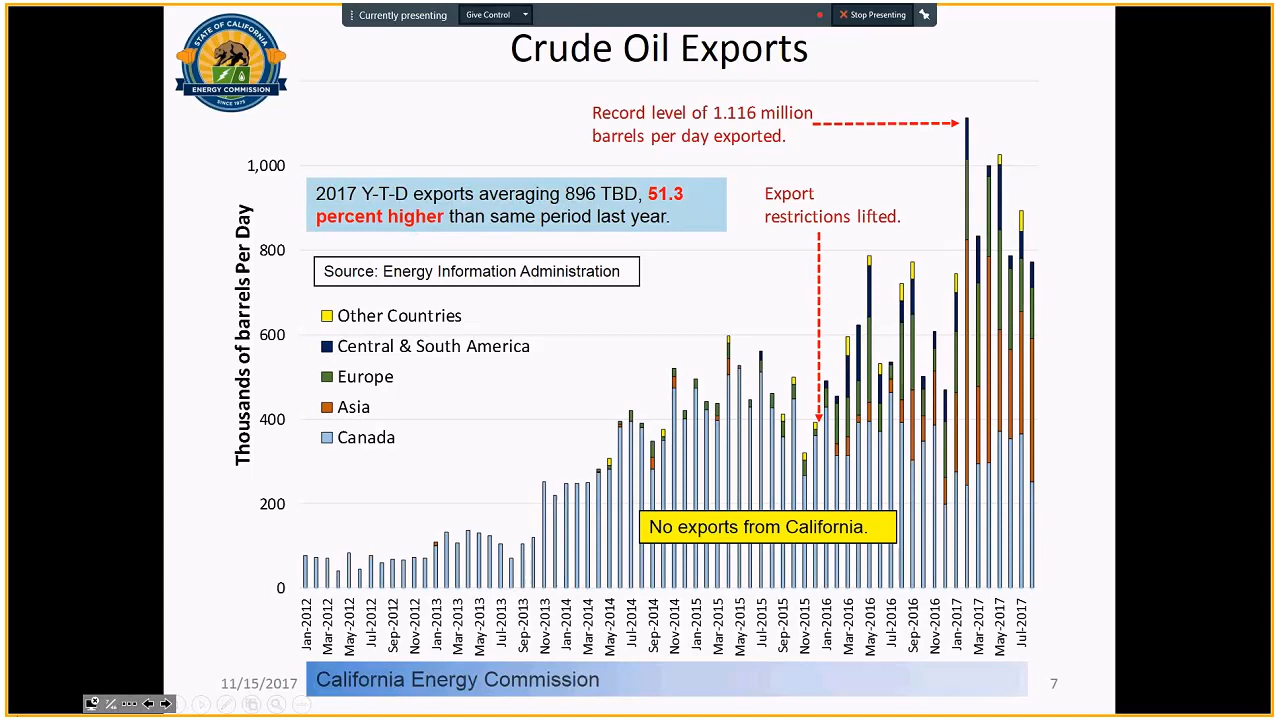 Currently presenting
Give Control
Stop Presenting
STATE OF CALIFORNIA
ENERGY COMMISSION
SINCE 1975
Crude Oil Exports
Record level of 1.116 million
barrels per day exported.
2017 Y-T-D exports averaging 896 TBD, 51.3
percent higher than same period last year.
Export
restrictions lifted.
Source: Energy Information Administration
Other Countries
Central & South America
Europe
Asia
Canada
No exports from California.
Thousands of barrels Per Day
1,000
800
600
400
200
0
Jan-2012
Mar-2012
May-2012
Jul-2012
Sep-2012
Nov-2012
Jan-2013
Mar-2013
May-2013
Jul-2013
Sep-2013
Nov-2013
Jan-2014
Mar-2014
May-2014
Jul-2014
Sep-2014
Nov-2014
Jan-2015
Mar-2015
May-2015
Jul-2015
Sep-2015
Nov-2015
Jan-2016
Mar-2016
May-2016
Jul-2016
Sep-2016
Nov-2016
Jan-2017
Mar-2017
May-2017
Jul-2017
11/15/2017
California Energy Commission
7